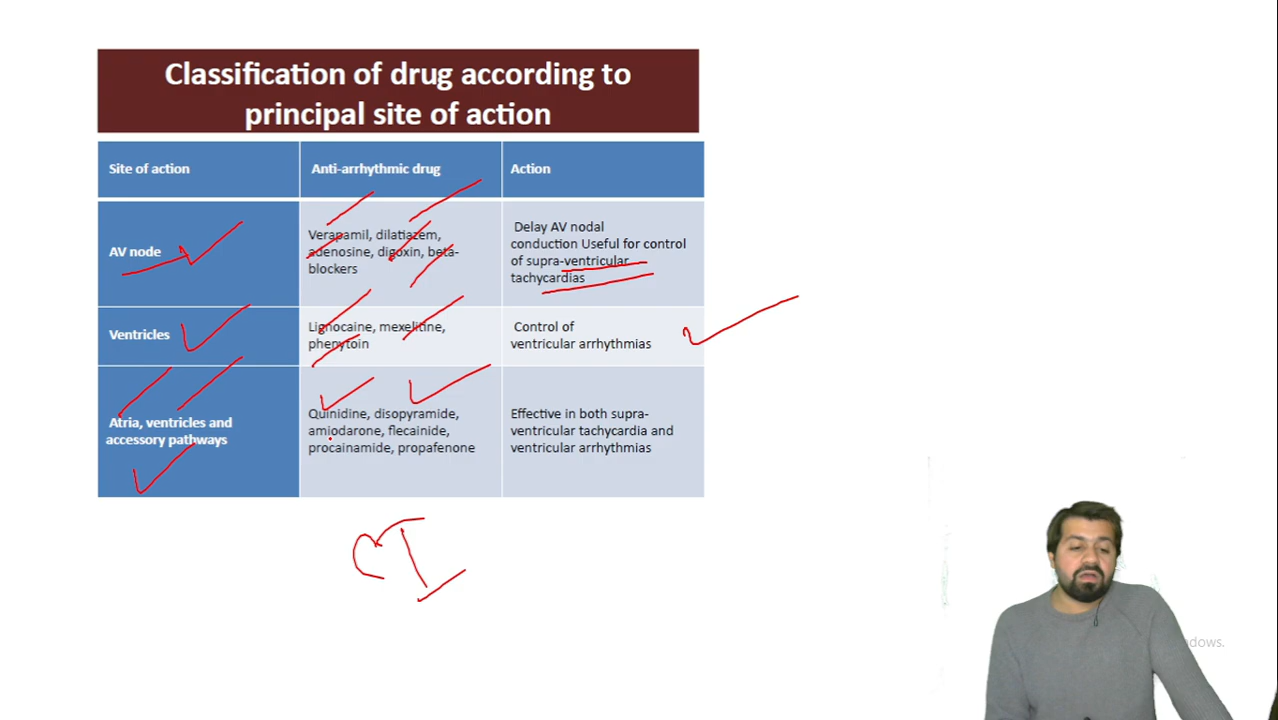 Classification of drug according to
principal site of action
Site of action
Anti-arrhythmic drug
Action
AV node
Verapamil, dilatiazem,
adenosine, digoxin, beta-
blockers
Delay AV nodal
conduction Useful for control
of supra-ventricular
tachycardias
Ventricles
Lignocaine, mexelitine,
phenytoin
Control of
ventricular arrhythmias
Atria, ventricles and
accessory pathways
Quinidine, disopyramide,
amiodarone, flecainide,
procainamide, propafenone
Effective in both supra-
ventricular tachycardia and
ventricular arrhythmias
dows.